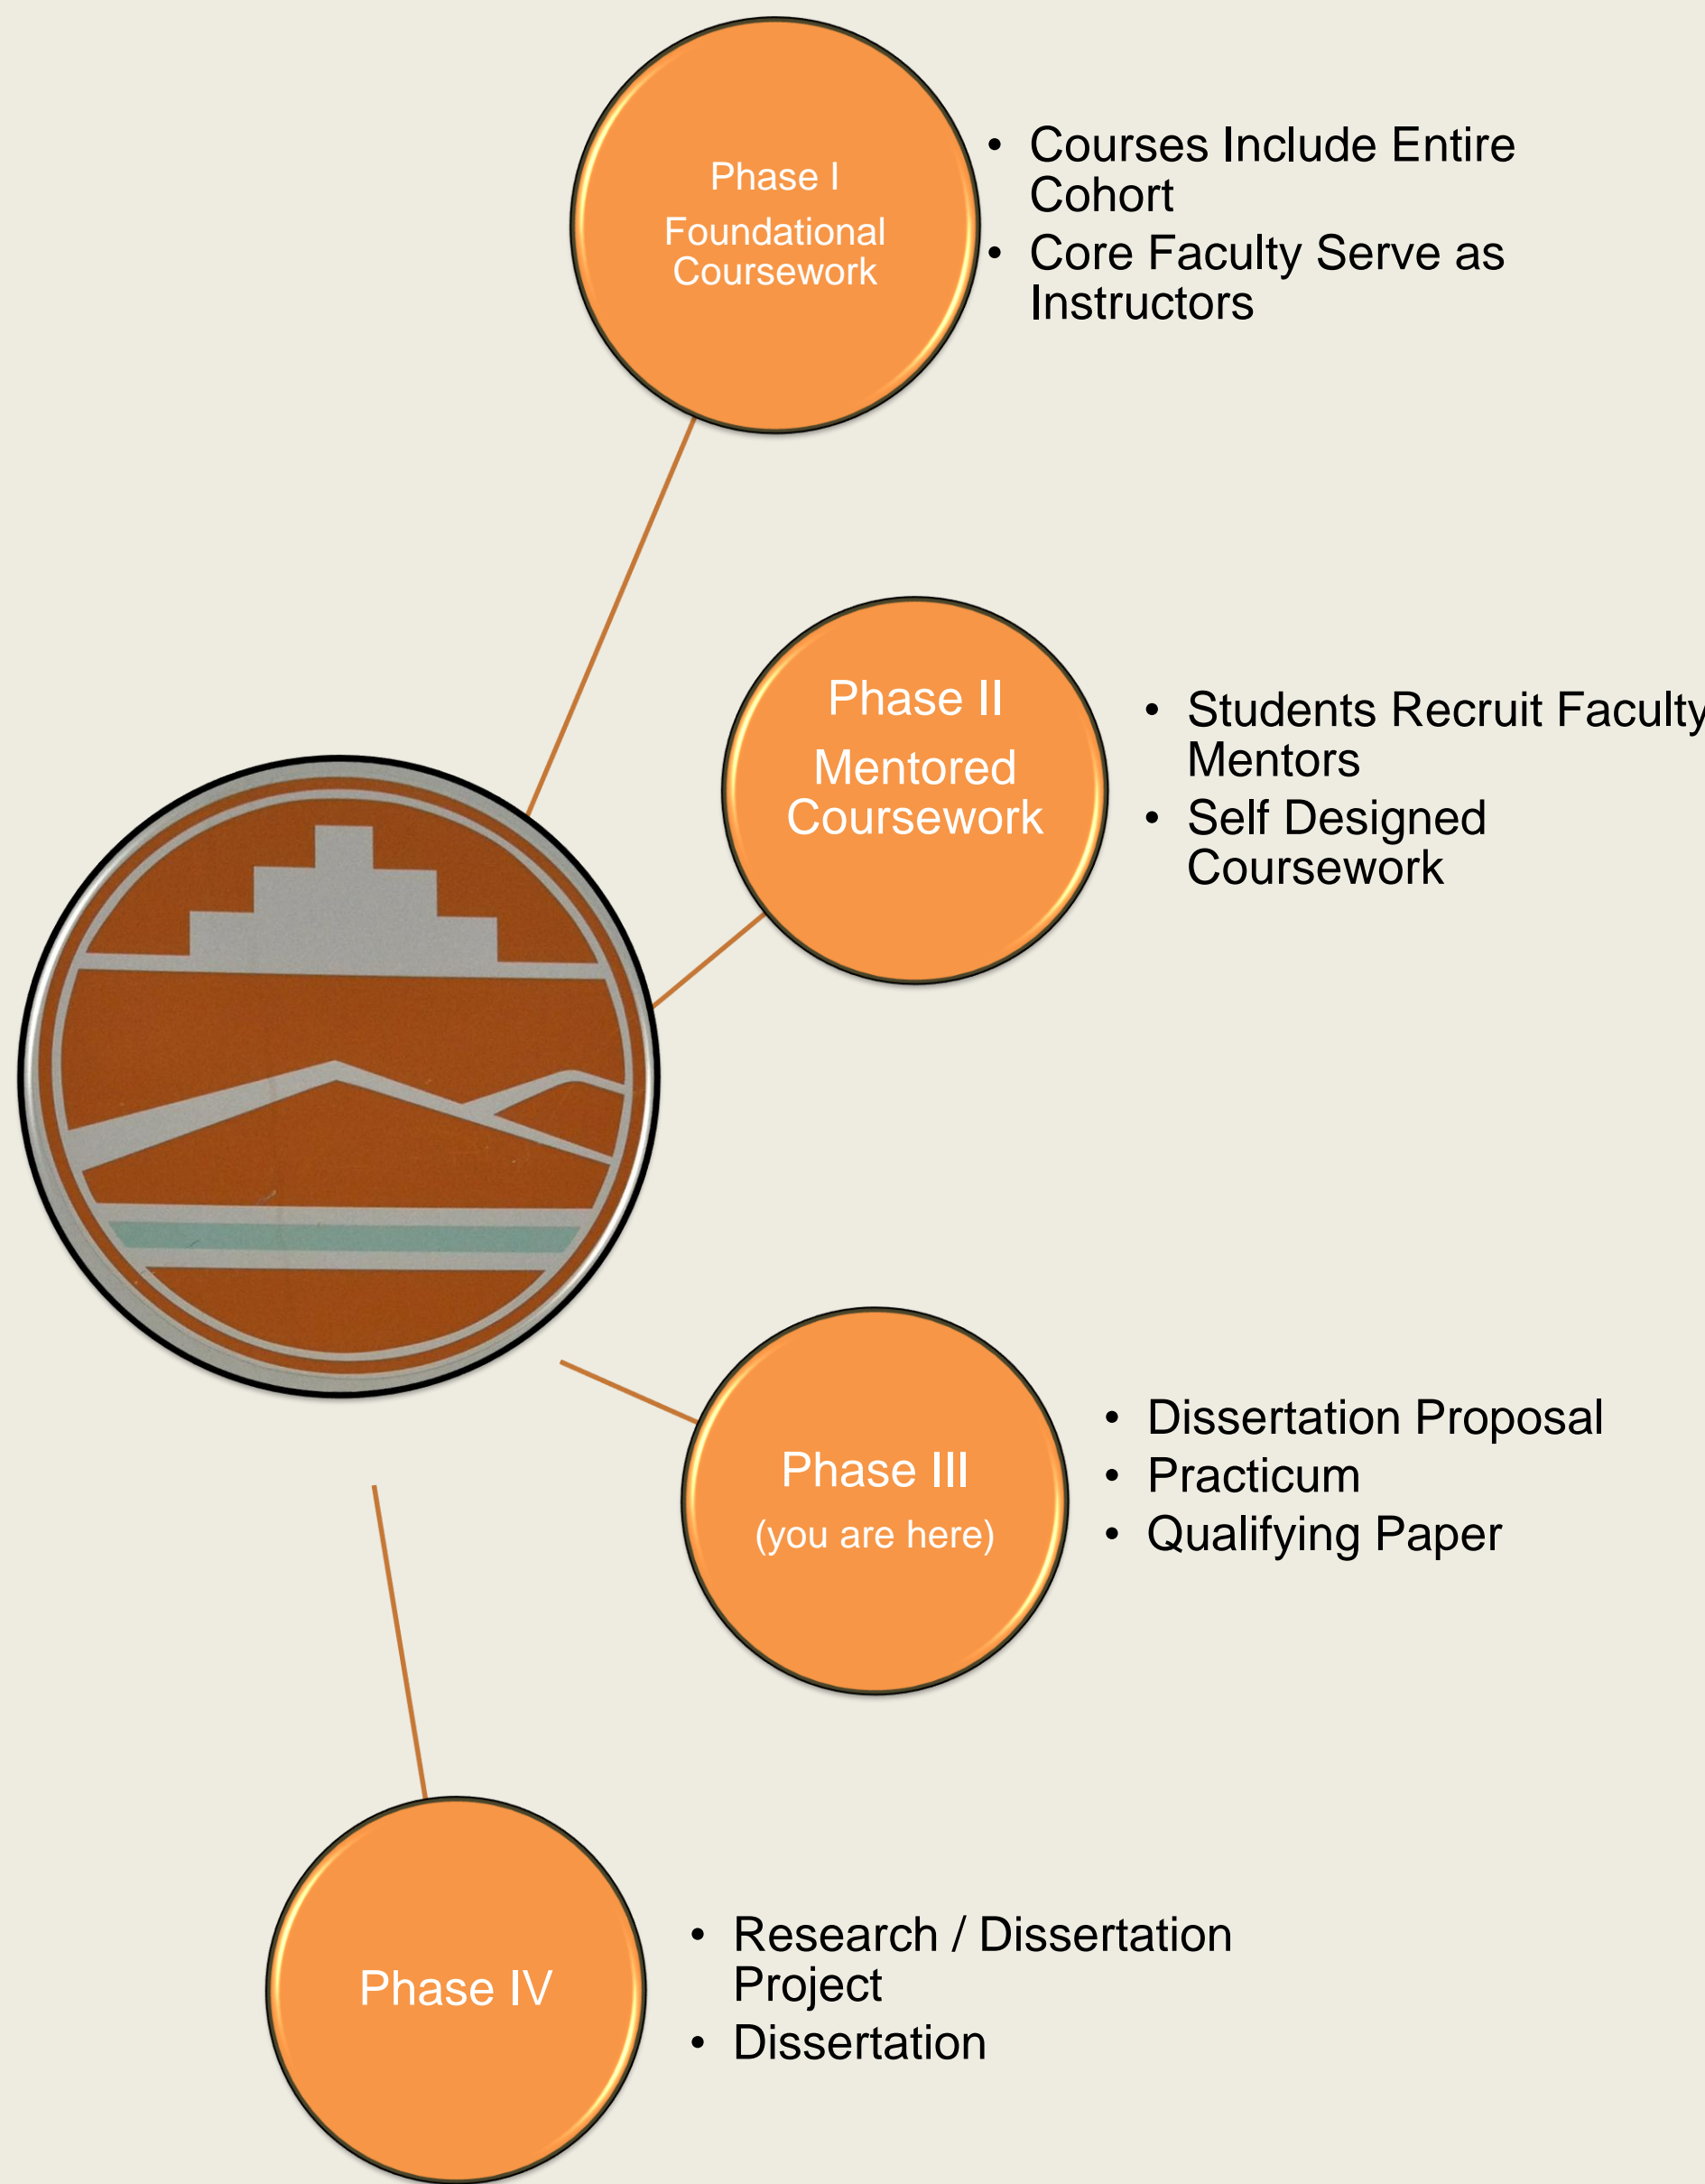 Phase I
Foundational
Coursework
• Courses Include Entire
Cohort
• Core Faculty Serve as
Instructors
Phase II
Mentored
Coursework
• Students Recruit Faculty
Mentors
• Self Designed
Coursework
Phase III
(you are here)
• Dissertation Proposal
• Practicum
• Qualifying Paper
Phase IV
• Research / Dissertation
Project
• Dissertation